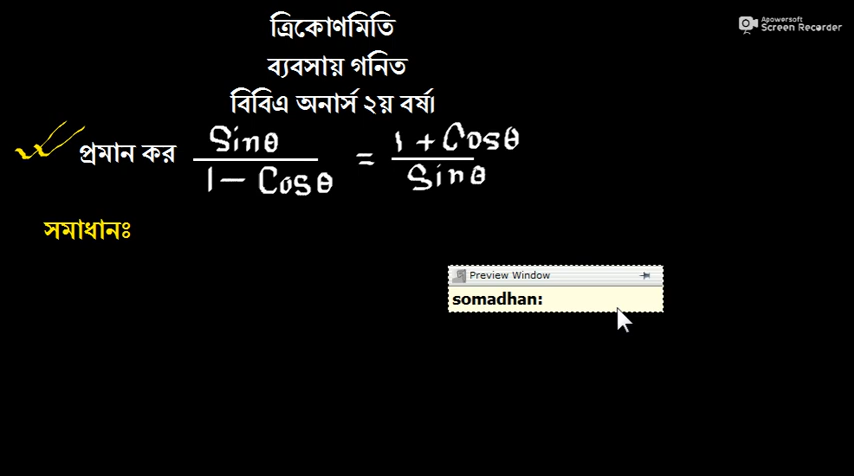 ত্রিকোণমিতি
Apowersoft
Screen Recorder
ব্যবসায় গনিত
বিবিএ অনার্স ২য় বর্ষ।
প্রমান কর Sinθ / 1 - Cosθ = 1 + Cosθ / Sinθ
সমাধানঃ
Preview Window
somadhan: